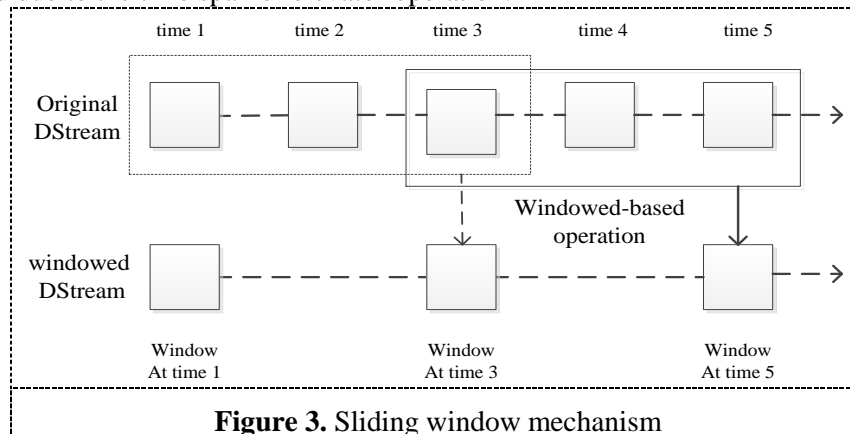 time 1 time 2 time 3 time 4 time 5
Original
DStream
Windowed-based
operation
windowed
DStream
Window Window Window
At time 1 At time 3 At time 5
Figure 3. Sliding window mechanism